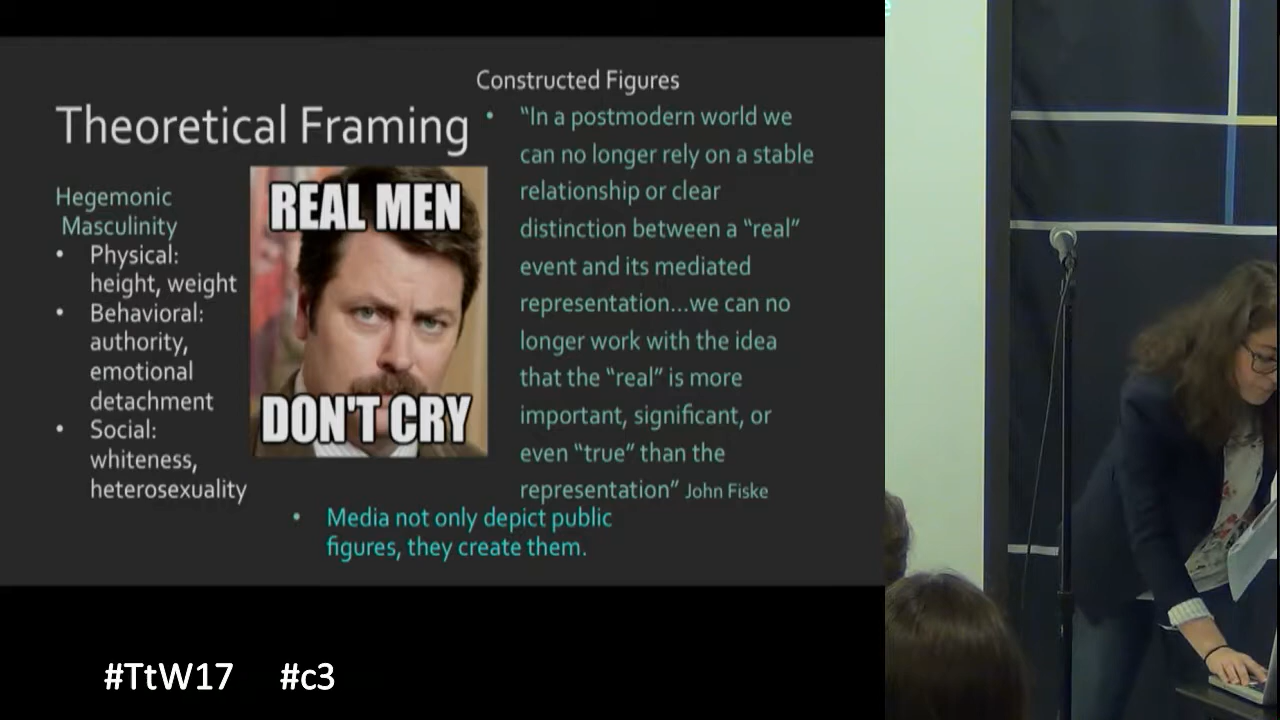 Theoretical Framing
Hegemonic
Masculinity
• Physical:
height, weight
• Behavioral:
authority,
emotional
detachment
• Social:
whiteness,
heterosexuality
REAL MEN
DON'T CRY
Constructed Figures
• “In a postmodern world we
can no longer rely on a stable
relationship or clear
distinction between a “real”
event and its mediated
representation...we can no
longer work with the idea
that the “real” is more
important, significant, or
even “true” than the
representation” John Fiske
• Media not only depict public
figures, they create them.
#TtW17 #c3